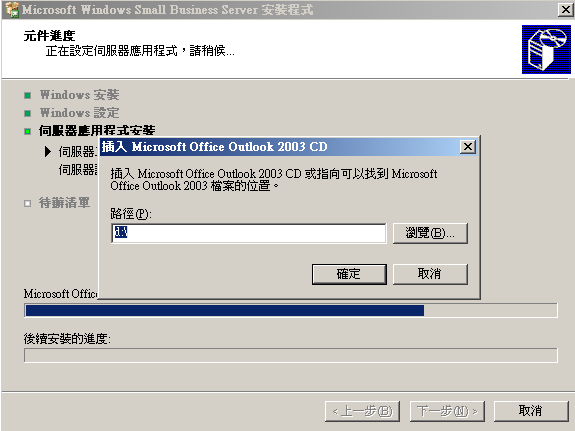 Microsoft Windows Small Business Server 安裝程式
元件進度
正在設定伺服器應用程式，請稍候...
Windows 安裝
Windows 設定
伺服器應用程式安裝
伺服器
伺服器
待辦清單
插入 Microsoft Office Outlook 2003 CD
插入 Microsoft Office Outlook 2003 CD 或指向可以找到 Microsoft
Office Outlook 2003 檔案的位置。
路徑(P):
d:\
瀏覽(B)...
確定
取消
Microsoft Office
後續安裝的進度:
< 上一步(B)
下一步(N) >
取消